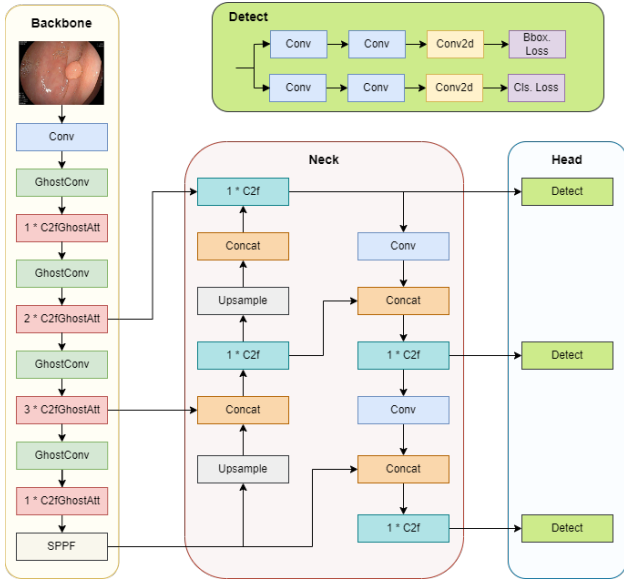 Backbone
Conv
GhostConv
1 * C2fGhostAtt
GhostConv
2 * C2fGhostAtt
GhostConv
3 * C2fGhostAtt
GhostConv
1 * C2fGhostAtt
SPPF
Detect
Conv
Conv
Conv2d
Bbox.
Loss
Conv
Conv
Conv2d
Cls. Loss
Neck
1 * C2f
Concat
Upsample
1 * C2f
Concat
Upsample
Conv
Concat
1 * C2f
Conv
Concat
1 * C2f
Head
Detect
Detect
Detect